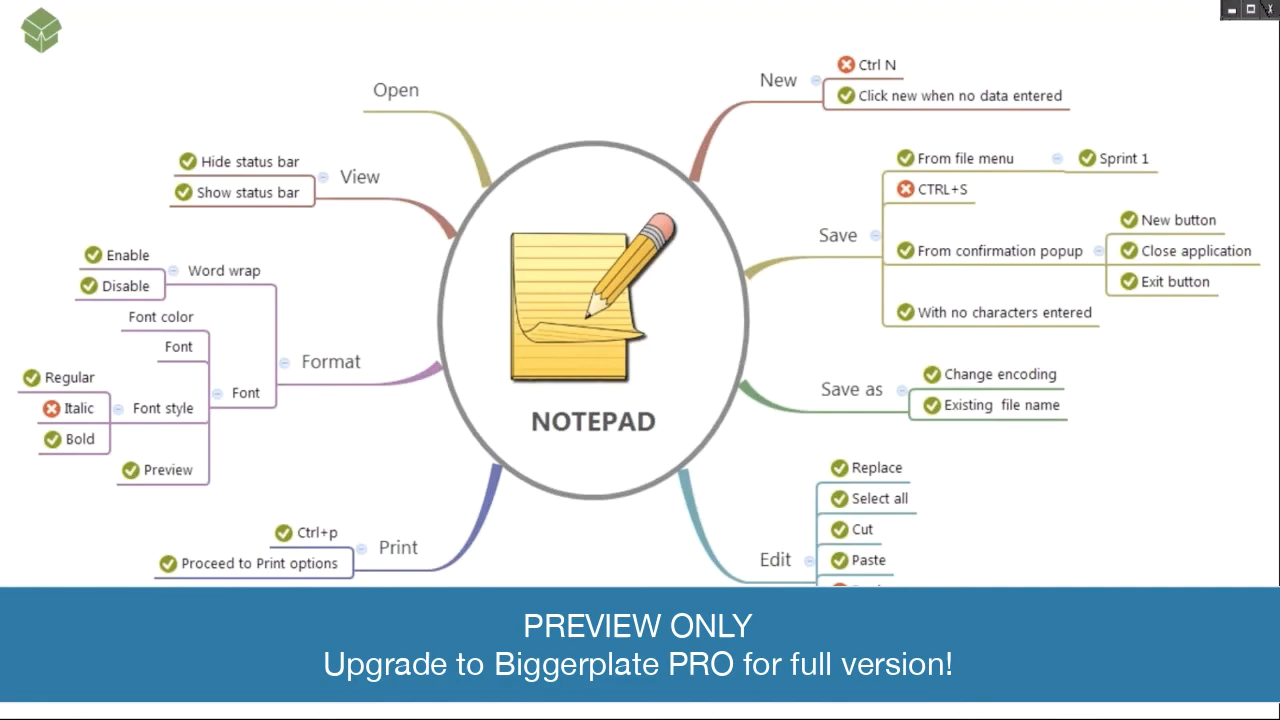 Open
Hide status bar
Show status bar
View
Enable
Disable
Word wrap
Font color
Font
Regular
Italic
Bold
Font style
Preview
Font
Format
Ctrl+p
Proceed to Print options
Print
NOTEPAD
New
Ctrl N
Click new when no data entered
Save
From file menu
Sprint 1
CTRL+S
From confirmation popup
New button
Close application
Exit button
With no characters entered
Save as
Change encoding
Existing file name
Edit
Replace
Select all
Cut
Paste
PREVIEW ONLY
Upgrade to Biggerplate PRO for full version!